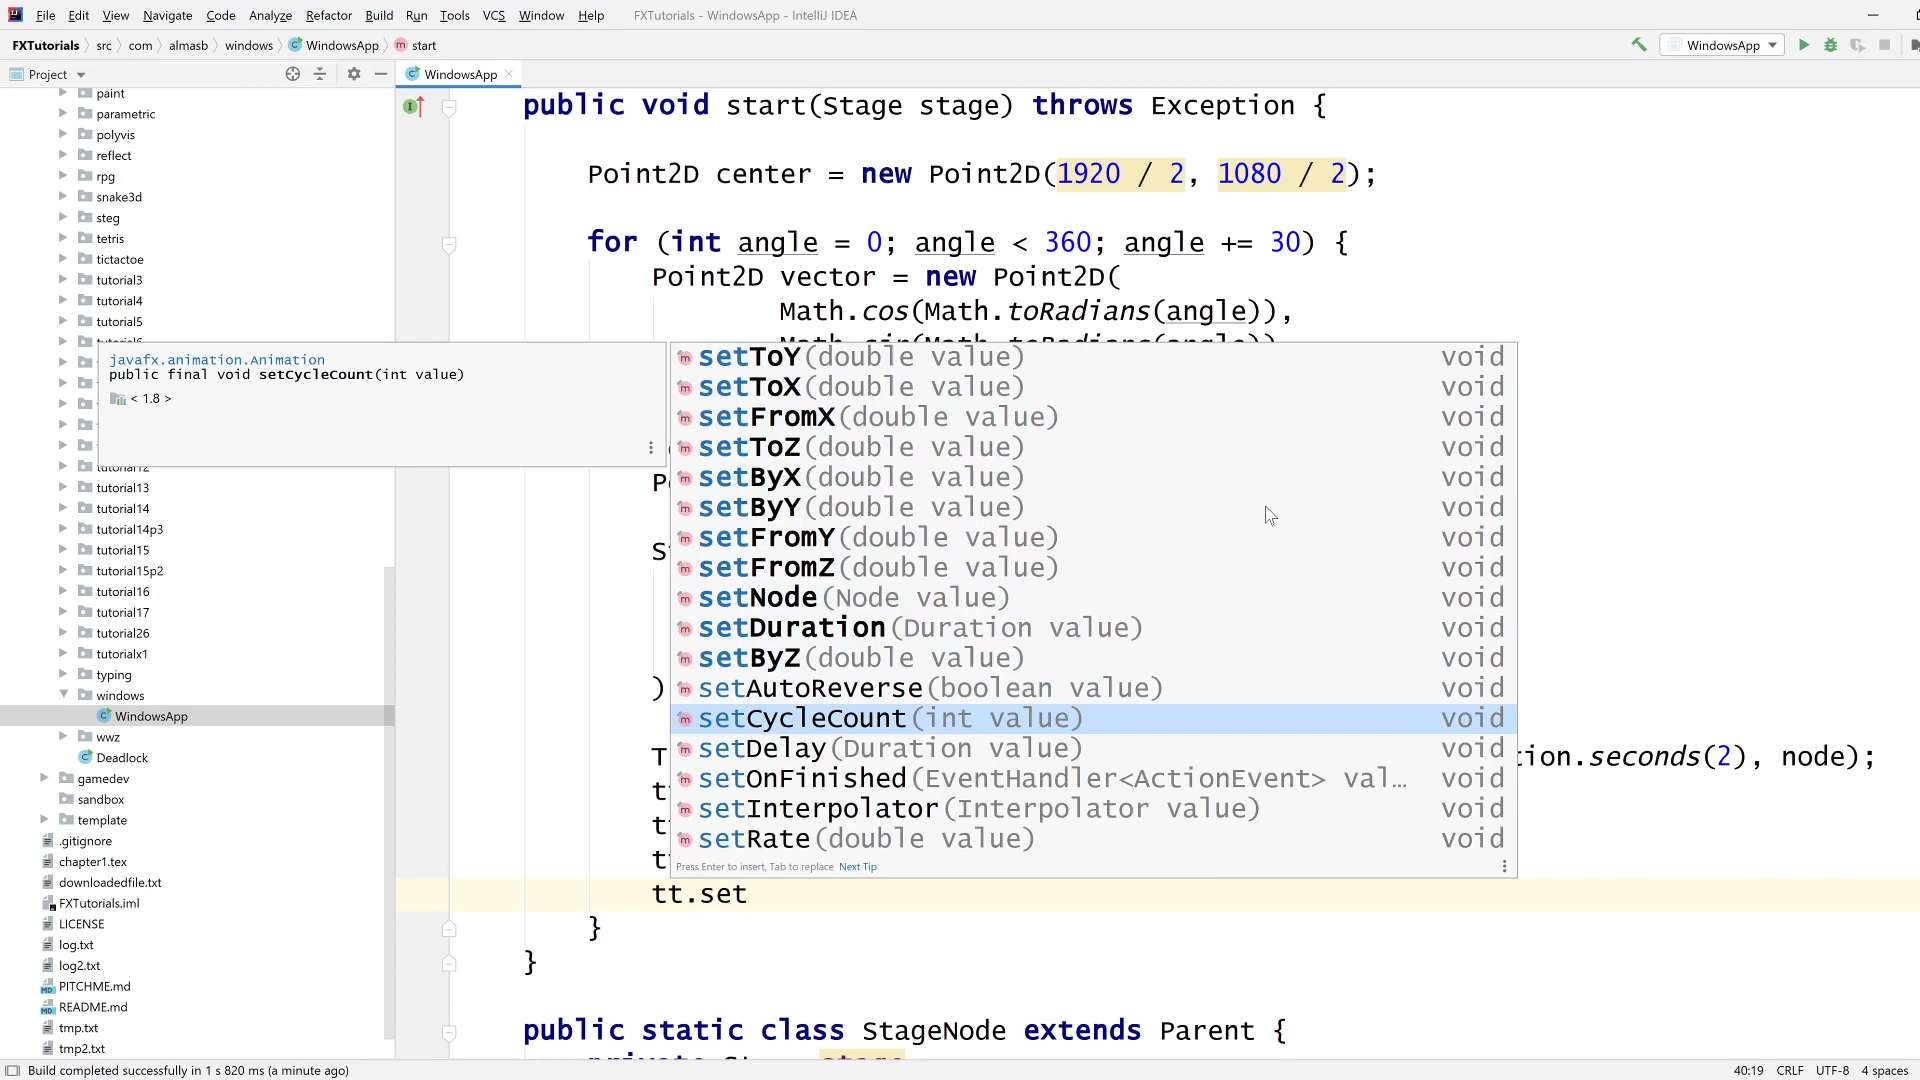 File Edit View Navigate Code Analyze Refactor Build Run Tools VCS Window Help FXTutorials - WindowsApp - IntelliJ IDEA
FXTutorials src com almasb windows WindowsApp start WindowsApp
Project WindowsApp
paint
parametric
polyvis
reflect
rpg
snake3d
steg
tetris
tictactoe
tutorial3
tutorial4
tutorial5
tutorial6
tutorial12
tutorial13
tutorial14
tutorial14p3
tutorial15
tutorial15p2
tutorial16
tutorial17
tutorial26
tutorialx1
typing
windows
WindowsApp
wwz
Deadlock
gamedev
sandbox
template
.gitignore
chapter1.tex
downloadedfile.txt
FXTutorials.iml
LICENSE
log.txt
log2.txt
PITCHME.md
README.md
tmp.txt
tmp2.txt
javafx.animation.Animation
public final void setCycleCount(int value)
< 1.8 >
public void start(Stage stage) throws Exception {
Point2D center = new Point2D(1920 / 2, 1080 / 2);
for (int angle = 0; angle < 360; angle += 30) {
Point2D vector = new Point2D(
Math.cos(Math.toRadians(angle)),
Math.sin(Math.toRadians(angle))
setToY(double value) void
setToX(double value) void
setFromX(double value) void
setToZ(double value) void
setByX(double value) void
setByY(double value) void
setFromY(double value) void
setFromZ(double value) void
setNode(Node value) void
setDuration(Duration value) void
setByZ(double value) void
) setAutoReverse(boolean value) void
setCycleCount(int value) void
setDelay(Duration value) void
tion.seconds(2), node);
setOnFinished(EventHandler<ActionEvent> val... void
setInterpolator(Interpolator value) void
setRate(double value) void
Press Enter to insert, Tab to replace Next Tip
tt.set
}
}
public static class StageNode extends Parent {
Build completed successfully in 1 s 820 ms (a minute ago) 40:19 CRLF UTF-8 4 spaces